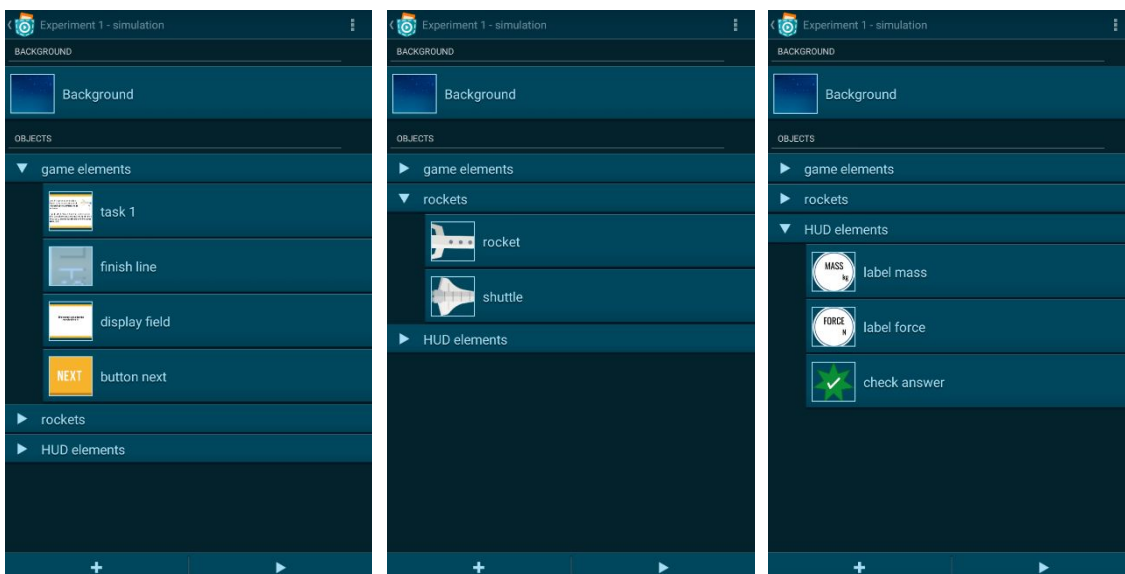 Experiment 1 - simulation
BACKGROUND
Background
OBJECTS
game elements
task 1
finish line
display field
NEXT
button next
rockets
HUD elements
Experiment 1 - simulation
BACKGROUND
Background
OBJECTS
game elements
rockets
rocket
shuttle
HUD elements
Experiment 1 - simulation
BACKGROUND
Background
OBJECTS
game elements
rockets
HUD elements
MASS
kg
label mass
FORCE
N
label force
check answer